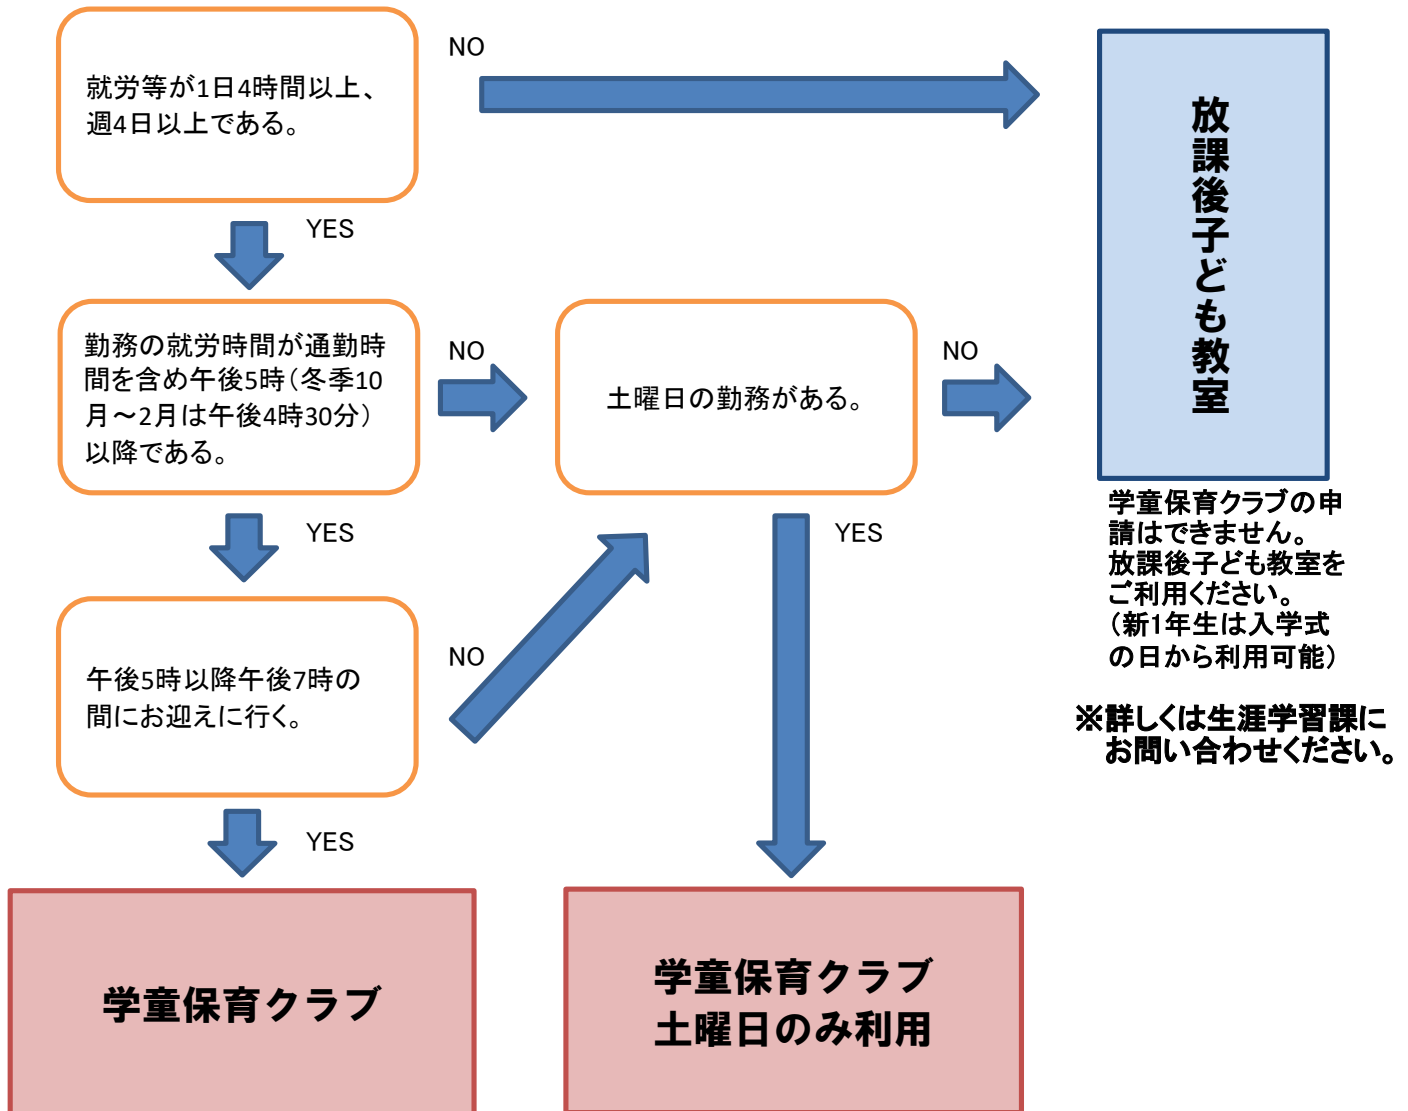 就労等が1日4時間以上、
週4日以上である。
NO
YES
勤務の就労時間が通勤時
間を含め午後5時（冬季10
月～2月は午後4時30分）
以降である。
NO
土曜日の勤務がある。
NO
YES
YES
午後5時以降午後7時の
間にお迎えに行く。
NO
YES
学童保育クラブ
学童保育クラブ
土曜日のみ利用
放課後子ども教室
学童保育クラブの申
請はできません。
放課後子ども教室を
ご利用ください。
（新1年生は入学式
の日から利用可能）
※詳しくは生涯学習課に
お問い合わせください。